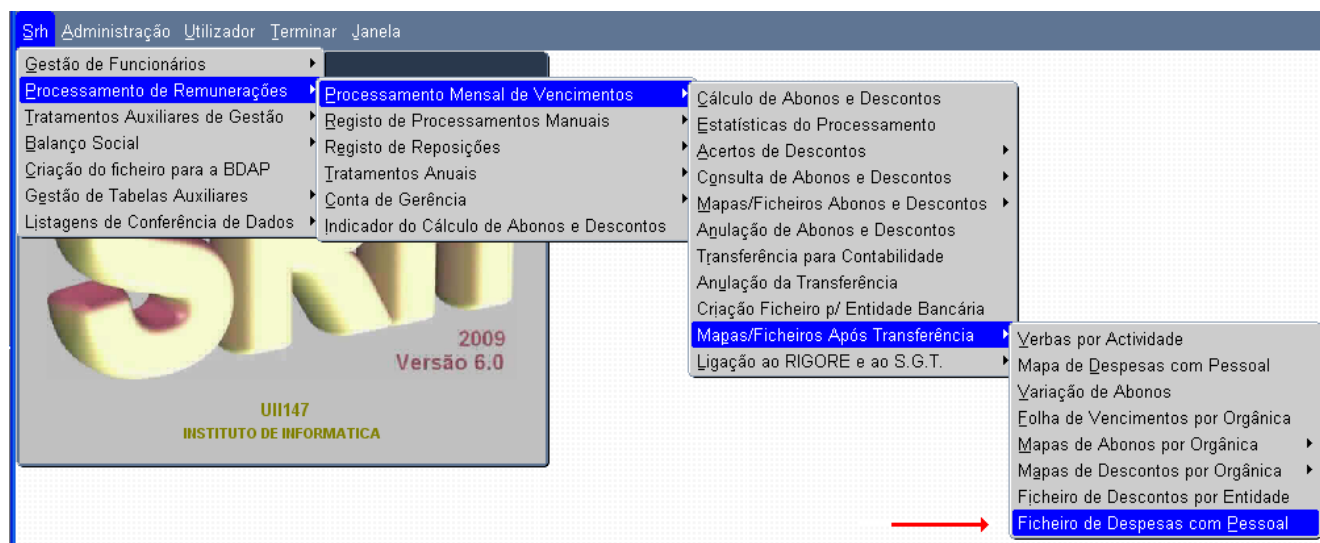 Srh Administração Utilizador Terminar Janela
Gestão de Funcionários
Processamento de Remunerações
Tratamentos Auxiliares de Gestão
Balanço Social
Criação do ficheiro para a BDAP
Gestão de Tabelas Auxiliares
Listagens de Conferência de Dados
Processamento Mensal de Vencimentos
Registo de Processamentos Manuais
Registo de Reposições
Tratamentos Anuais
Conta de Gerência
Indicador do Cálculo de Abonos e Descontos
Cálculo de Abonos e Descontos
Estatísticas do Processamento
Acertos de Descontos
Consulta de Abonos e Descontos
Mapas/Ficheiros Abonos e Descontos
Anulação de Abonos e Descontos
Transferência para Contabilidade
Anulação da Transferência
Criação Ficheiro p/ Entidade Bancária
Mapas/Ficheiros Após Transferência
Ligação ao RIGORE e ao S.G.T.
Verbas por Actividade
Mapa de Despesas com Pessoal
Variação de Abonos
Folha de Vencimentos por Orgânica
Mapas de Abonos por Orgânica
Mapas de Descontos por Orgânica
Ficheiro de Descontos por Entidade
Ficheiro de Despesas com Pessoal
SRH
2009
Versão 6.0
UII147
INSTITUTO DE INFORMATICA